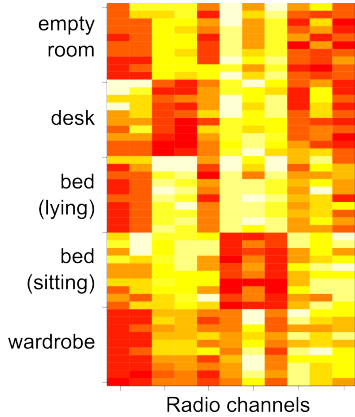 empty
room
desk
bed
(lying)
bed
(sitting)
wardrobe
Radio channels